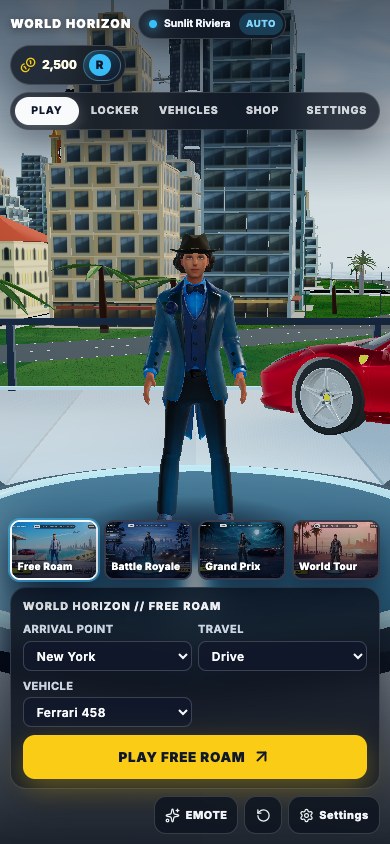 WORLD HORIZON
Sunlit Riviera AUTO
2,500 R
PLAY LOCKER VEHICLES SHOP SETTINGS
Free Roam Battle Royale Grand Prix World Tour
WORLD HORIZON // FREE ROAM
ARRIVAL POINT TRAVEL
New York Drive
VEHICLE
Ferrari 458
PLAY FREE ROAM
EMOTE Settings